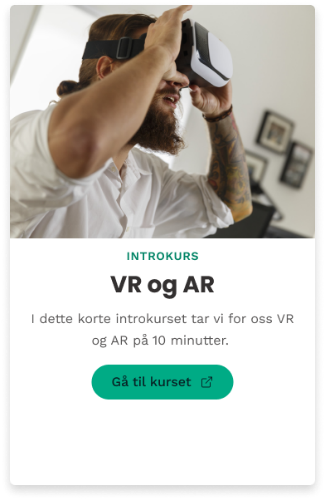 INTROKURS
VR og AR
I dette korte introkurset tar vi for oss VR
og AR på 10 minutter.
Gå til kurset